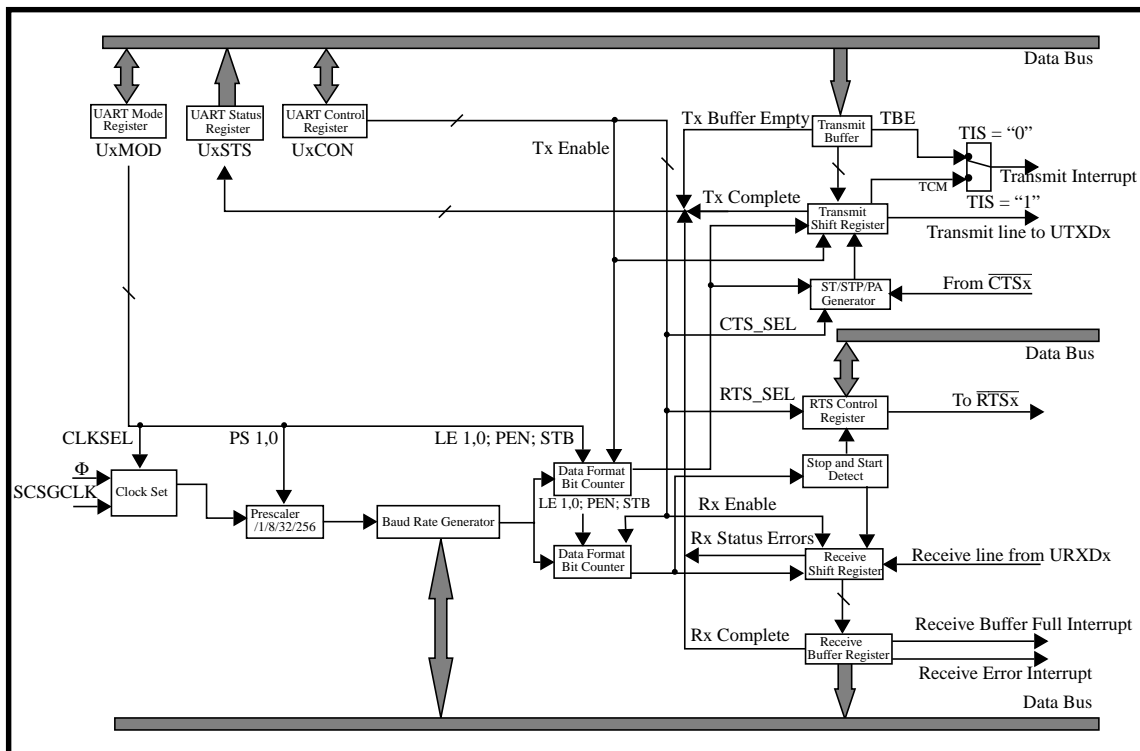 Data Bus
UART Mode
Register
UxMOD
UART Status
Register
UxSTS
UART Control
Register
UxCON
Tx Enable
Tx Buffer Empty
Transmit
Buffer
TBE
TIS = “0”
Transmit Interrupt
TCM
TIS = “1”
Tx Complete
Transmit
Shift Register
Transmit line to UTXDx
ST/STP/PA
Generator
From CTSx
CTS_SEL
Data Bus
RTS_SEL
RTS Control
Register
To RTSx
CLKSEL
PS 1,0
LE 1,0; PEN; STB
Φ
SCSGCLK
Clock Set
Prescaler
/1/8/32/256
Baud Rate Generator
Data Format
Bit Counter
LE 1,0; PEN; STB
Data Format
Bit Counter
Stop and Start
Detect
Rx Enable
Rx Status Errors
Receive
Shift Register
Receive line from URXDx
Rx Complete
Receive
Buffer Register
Receive Buffer Full Interrupt
Receive Error Interrupt
Data Bus